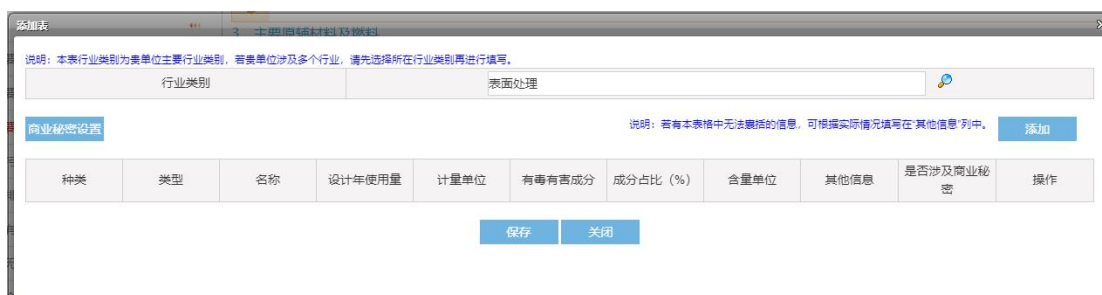 添加表
3、主要原辅材料及燃料
说明：本表行业类别为贵单位主要行业类别，若贵单位涉及多个行业，请先选择所在行业类别再进行填写。
行业类别 表面处理
商业秘密设置 说明：若有本表格中无法囊括的信息，可根据实际情况填写在“其他信息”列中。 添加
种类 类型 名称 设计年使用量 计量单位 有毒有害成分 成分占比（%） 含量单位 其他信息 是否涉及商业秘密 操作
保存 关闭